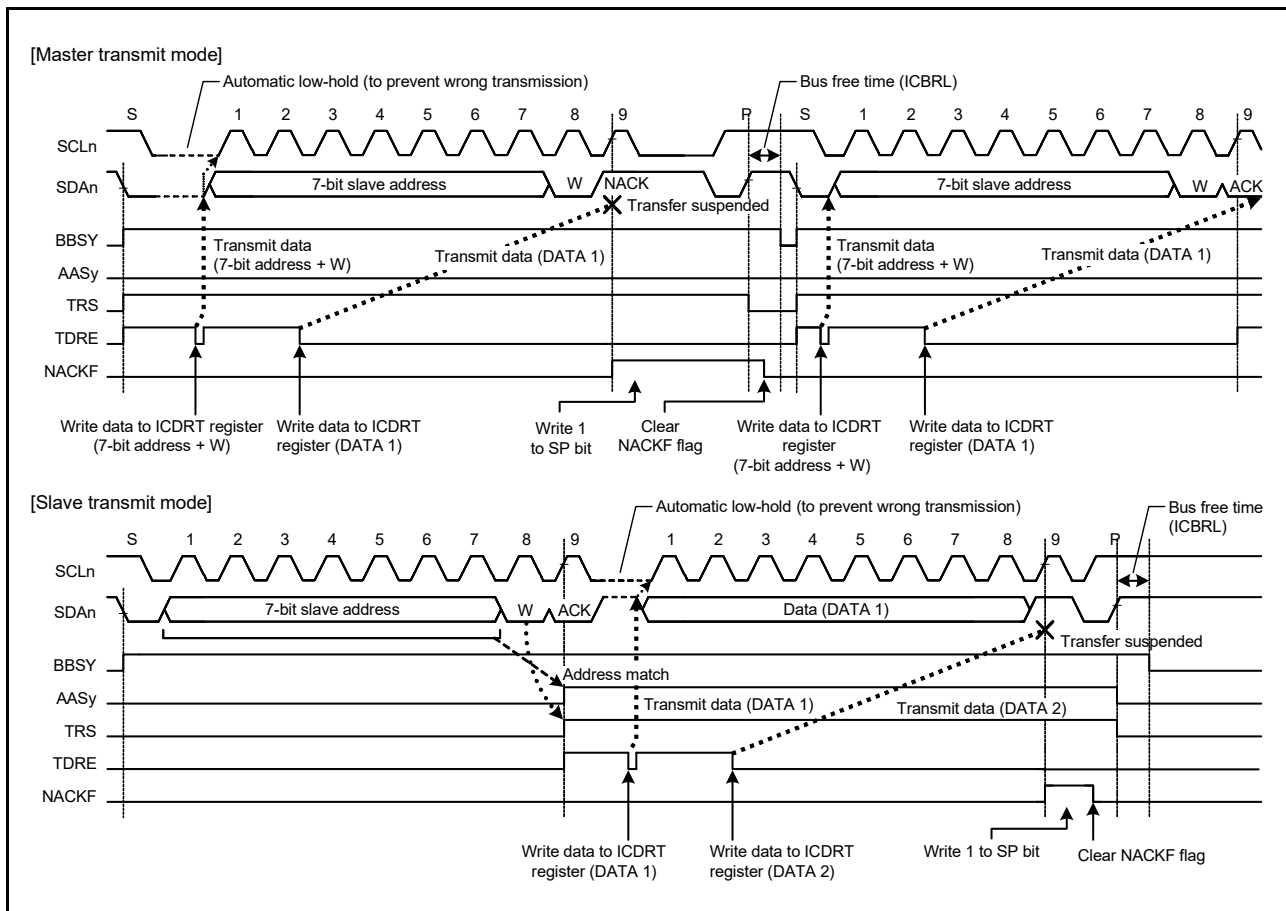 [Master transmit mode]
Automatic low-hold (to prevent wrong transmission)
Bus free time (ICBRL)
S 1 2 3 4 5 6 7 8 9 P S 1 2 3 4 5 6 7 8 9
SCLn
SDAn 7-bit slave address W NACK 7-bit slave address W ACK
Transfer suspended
BBSY
Transmit data
(7-bit address + W)
Transmit data (DATA 1)
Transmit data
(7-bit address + W)
Transmit data (DATA 1)
AASy
TRS
TDRE
NACKF
Write data to ICDRT register
(7-bit address + W)
Write data to ICDRT
register (DATA 1)
Write 1
to SP bit
Clear
NACKF flag
Write data to ICDRT
register
(7-bit address + W)
Write data to ICDRT
register (DATA 1)
[Slave transmit mode]
Automatic low-hold (to prevent wrong transmission)
Bus free time
(ICBRL)
S 1 2 3 4 5 6 7 8 9 1 2 3 4 5 6 7 8 9 P
SCLn
SDAn 7-bit slave address W ACK Data (DATA 1)
Transfer suspended
BBSY
Address match
AASy
Transmit data (DATA 1)
Transmit data (DATA 2)
TRS
TDRE
NACKF
Write data to ICDRT
register (DATA 1)
Write data to ICDRT
register (DATA 2)
Write 1 to SP bit
Clear NACKF flag